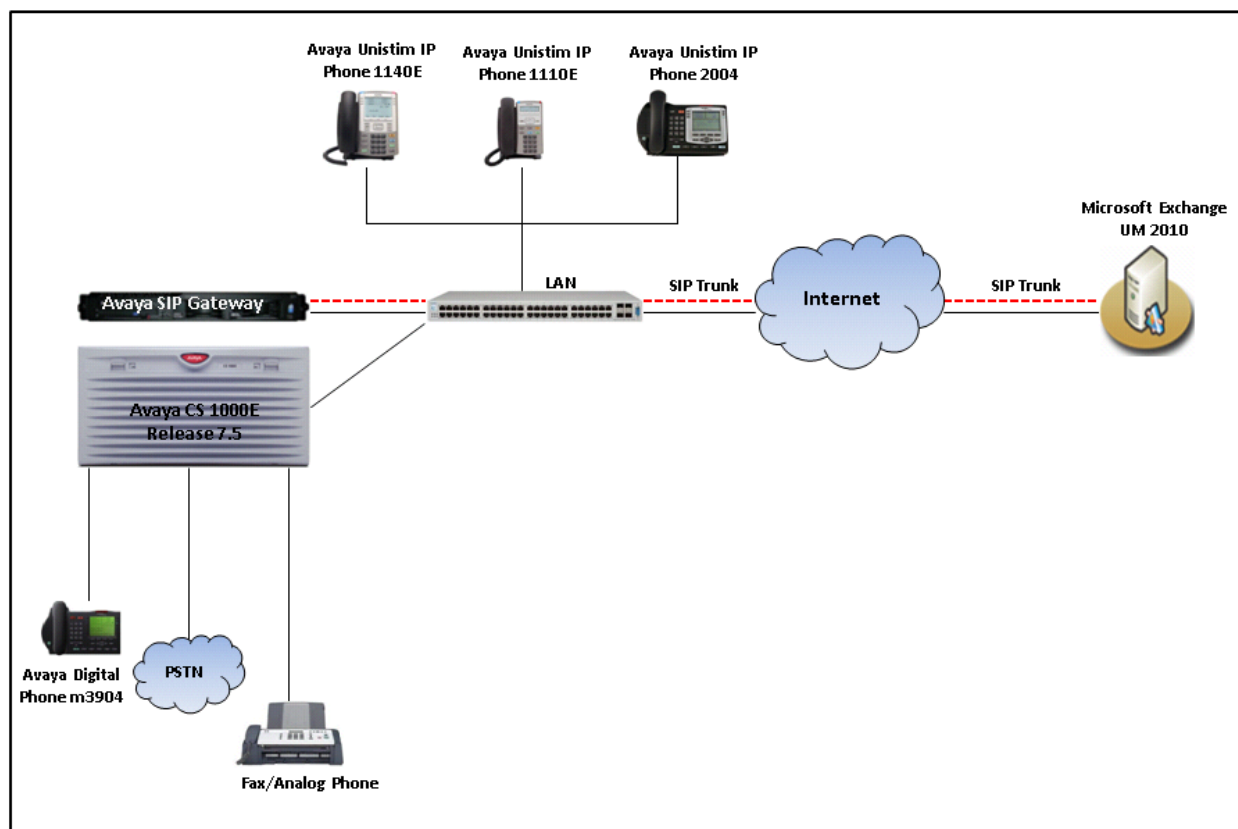 Avaya Unistim IP
Phone 1140E
Avaya Unistim IP
Phone 1110E
Avaya Unistim IP
Phone 2004
Microsoft Exchange
UM 2010
LAN
SIP Trunk
Internet
SIP Trunk
Avaya SIP Gateway
AVAYA
Avaya CS 1000E
Release 7.5
Avaya Digital
Phone m3904
PSTN
Fax/Analog Phone